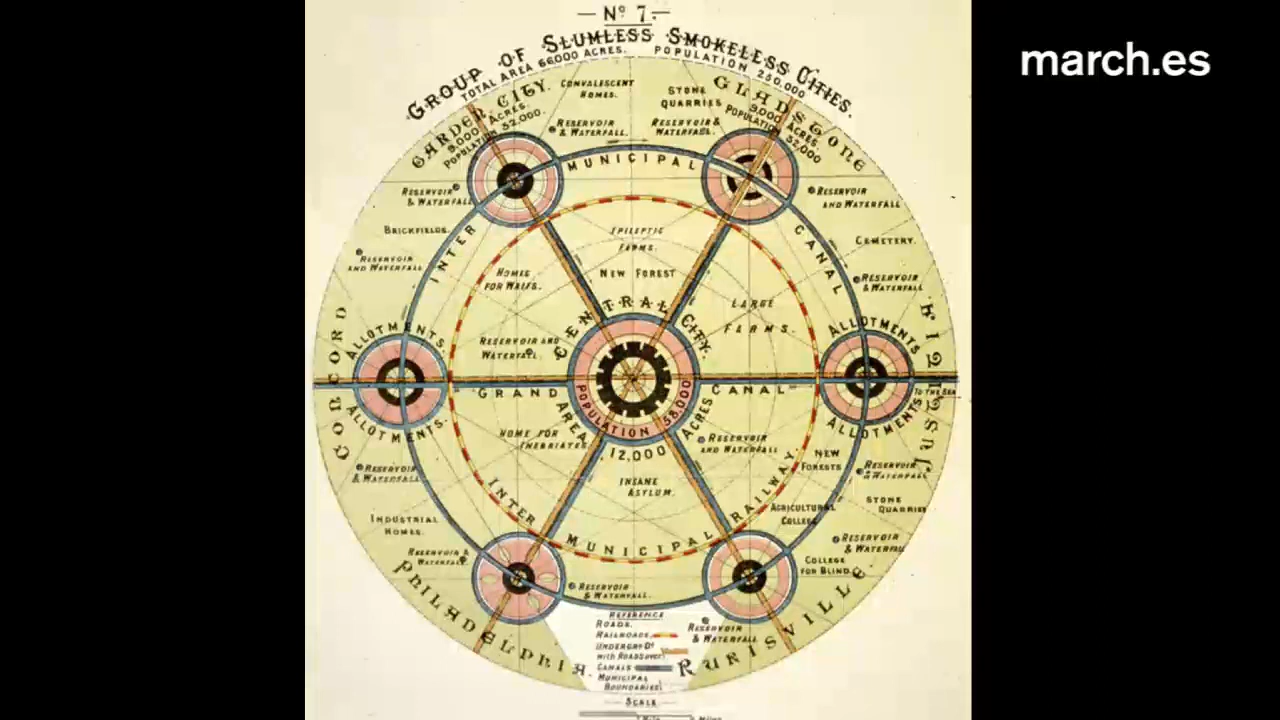 — Nº 7. —
GROUP OF SLUMLESS SMOKELESS CITIES.
TOTAL AREA 66000 ACRES. POPULATION 250,000
march.es
GARDEN CITY.
9,000 ACRES.
POPULATION 32,000
CONVALESCENT
HOMES.
STONE
QUARRIES
GLADSTONE
9,000 ACRES.
POPULATION 32,000
RESERVOIR
& WATERFALL.
RESERVOIR &
WATERFALL.
INTER MUNICIPAL CANAL
RESERVOIR
& WATERFALL
RESERVOIR
AND WATERFALL
BRICKFIELDS.
EPILEPTIC
FARMS.
CEMETERY.
RESERVOIR
AND WATERFALL
HOMES
FOR WAIFS.
NEW FOREST
RESERVOIR
& WATERFALL
LARGE
FARMS.
CONCORD
ALLOTMENTS.
CENTRAL CITY.
ALLOTMENTS
RESERVOIR AND
WATERFALL
TO THE SEA
GRAND CANAL
POPULATION 58,000
AREA 12,000 ACRES
ALLOTMENTS.
ALLOTMENTS
HOME FOR
INEBRIATES.
RESERVOIR
AND WATERFALL
NEW
FORESTS
RESERVOIR
& WATERFALL
RESERVOIR
& WATERFALL
INSANE
ASYLUM.
STONE
QUARRIES
AGRICULTURAL
COLLEGE
INDUSTRIAL
HOMES.
INTER MUNICIPAL RAILWAY.
RESERVOIR
& WATERFALL
RESERVOIR &
WATERFALL
COLLEGE
FOR BLIND.
RESERVOIR
& WATERFALL.
PHILADELPHIA
RURISVILLE
REFERENCE
ROADS.
RAILROADS.
UNDERGRD Dº
CANALS
MUNICIPAL
BOUNDARIES
RESERVOIR
& WATERFALL
SCALE